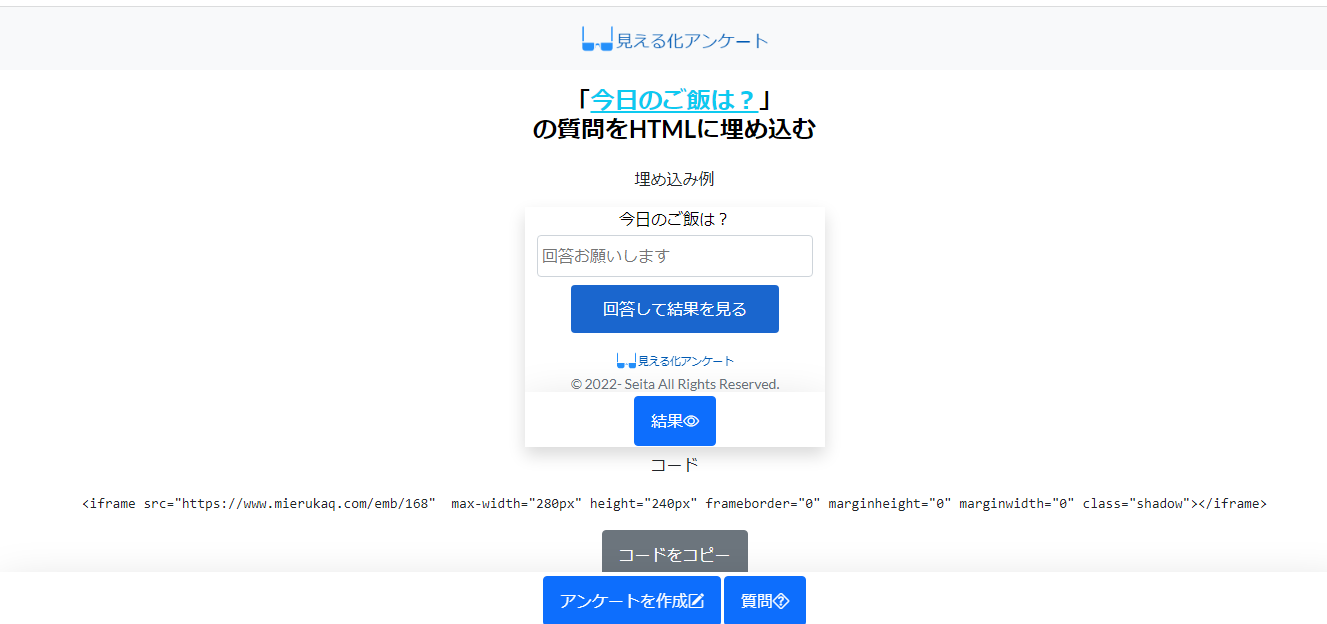 見える化アンケート
「今日のご飯は？」
の質問をHTMLに埋め込む
埋め込み例
今日のご飯は？
回答お願いします
回答して結果を見る
見える化アンケート
© 2022- Seita All Rights Reserved.
結果
コード
<iframe src="https://www.mierukaq.com/emb/168"  max-width="280px" height="240px" frameborder="0" marginheight="0" marginwidth="0" class="shadow"></iframe>
コードをコピー
アンケートを作成 質問